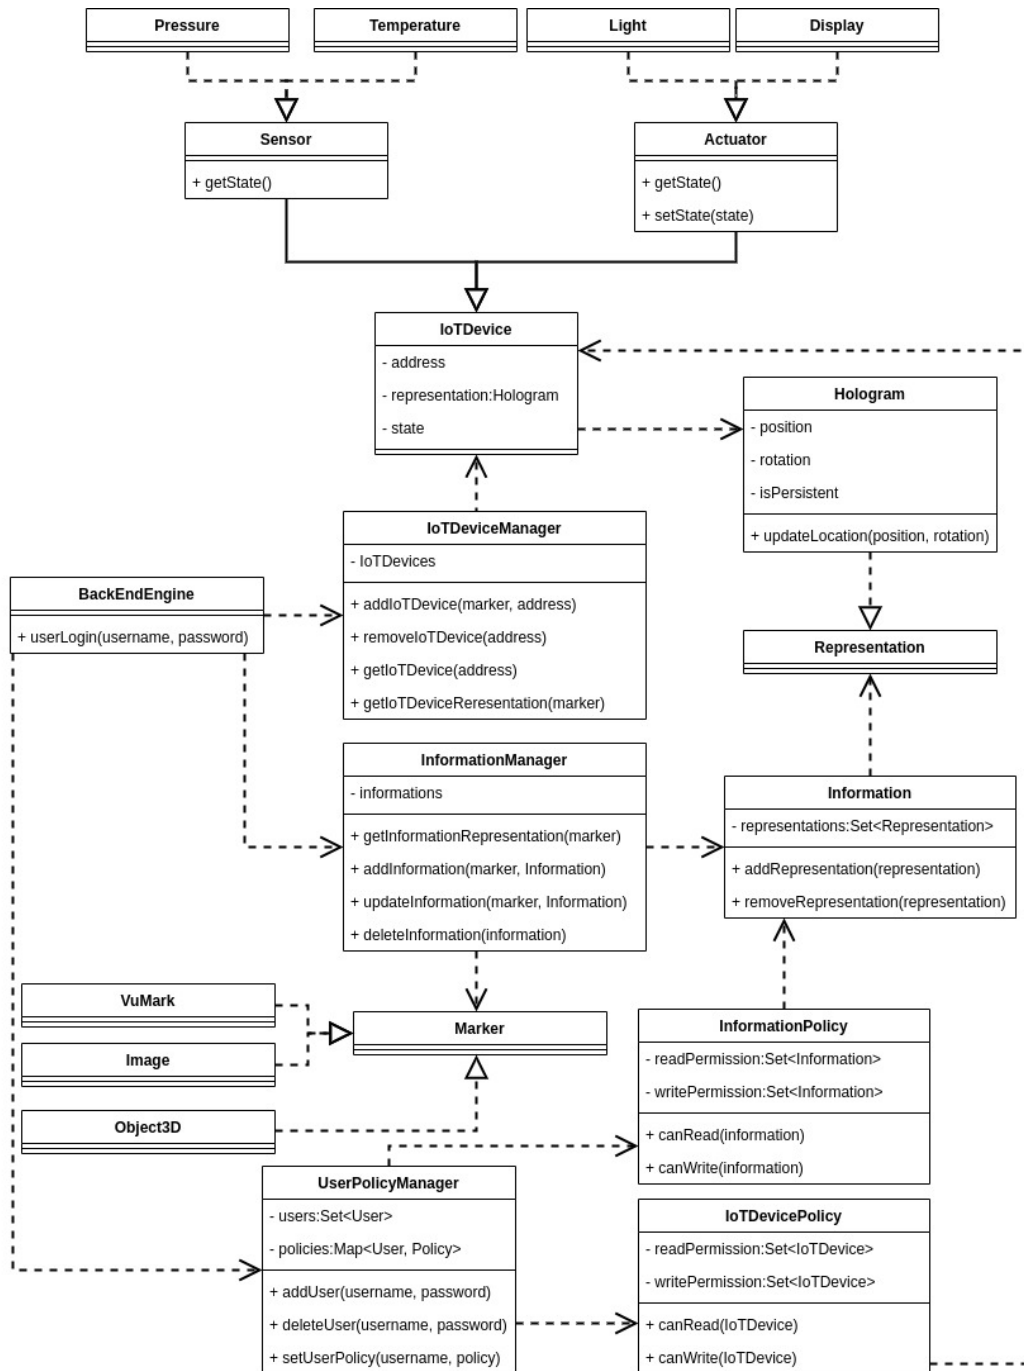 Pressure
Temperature
Light
Display
Sensor
+ getState()
Actuator
+ getState()
+ setState(state)
IoTDevice
- address
- representation:Hologram
- state
Hologram
- position
- rotation
- isPersistent
+ updateLocation(position, rotation)
IoTDeviceManager
- IoTDevices
+ addIoTDevice(marker, address)
+ removeIoTDevice(address)
+ getIoTDevice(address)
+ getIoTDeviceReresentation(marker)
BackEndEngine
+ userLogin(username, password)
Representation
InformationManager
- informations
+ getInformationRepresentation(marker)
+ addInformation(marker, Information)
+ updateInformation(marker, Information)
+ deleteInformation(information)
Information
- representations:Set<Representation>
+ addRepresentation(representation)
+ removeRepresentation(representation)
VuMark
Image
Object3D
Marker
InformationPolicy
- readPermission:Set<Information>
- writePermission:Set<Information>
+ canRead(information)
+ canWrite(information)
UserPolicyManager
- users:Set<User>
- policies:Map<User, Policy>
+ addUser(username, password)
+ deleteUser(username, password)
+ setUserPolicy(username, policy)
IoTDevicePolicy
- readPermission:Set<IoTDevice>
- writePermission:Set<IoTDevice>
+ canRead(IoTDevice)
+ canWrite(IoTDevice)